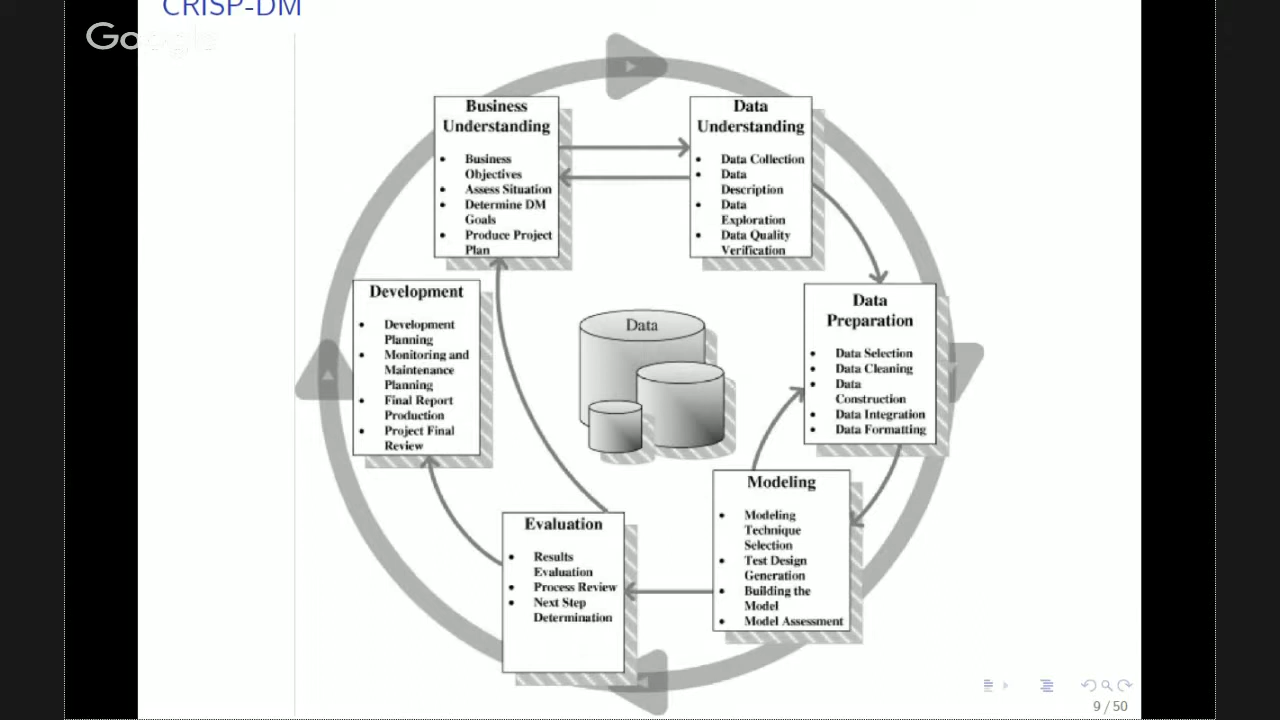 CRISP-DM
Google
Business
Understanding
• Business
Objectives
• Assess Situation
• Determine DM
Goals
• Produce Project
Plan
Data
Understanding
• Data Collection
• Data
Description
• Data
Exploration
• Data Quality
Verification
Development
• Development
Planning
• Monitoring and
Maintenance
Planning
• Final Report
Production
• Project Final
Review
Data
Data
Preparation
• Data Selection
• Data Cleaning
• Data
Construction
• Data Integration
• Data Formatting
Modeling
• Modeling
Technique
Selection
• Test Design
Generation
• Building the
Model
• Model Assessment
Evaluation
• Results
Evaluation
• Process Review
• Next Step
Determination
9 / 50